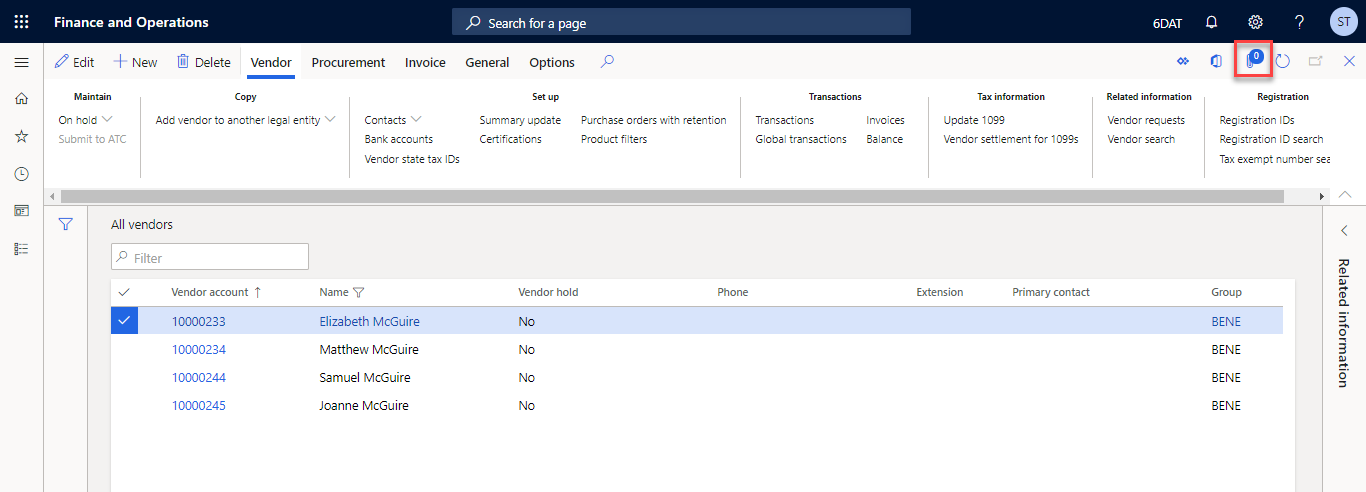 Finance and Operations
Search for a page
6DAT
?
ST
Edit
New
Delete
Vendor
Procurement
Invoice
General
Options
0
Maintain
On hold
Submit to ATC
Copy
Add vendor to another legal entity
Set up
Contacts
Bank accounts
Vendor state tax IDs
Summary update
Certifications
Purchase orders with retention
Product filters
Transactions
Transactions
Global transactions
Invoices
Balance
Tax information
Update 1099
Vendor settlement for 1099s
Related information
Vendor requests
Vendor search
Registration
Registration IDs
Registration ID search
Tax exempt number sea
All vendors
Filter
Vendor account Name Vendor hold Phone Extension Primary contact Group
10000233 Elizabeth McGuire No BENE
10000234 Matthew McGuire No BENE
10000244 Samuel McGuire No BENE
10000245 Joanne McGuire No BENE
Related information